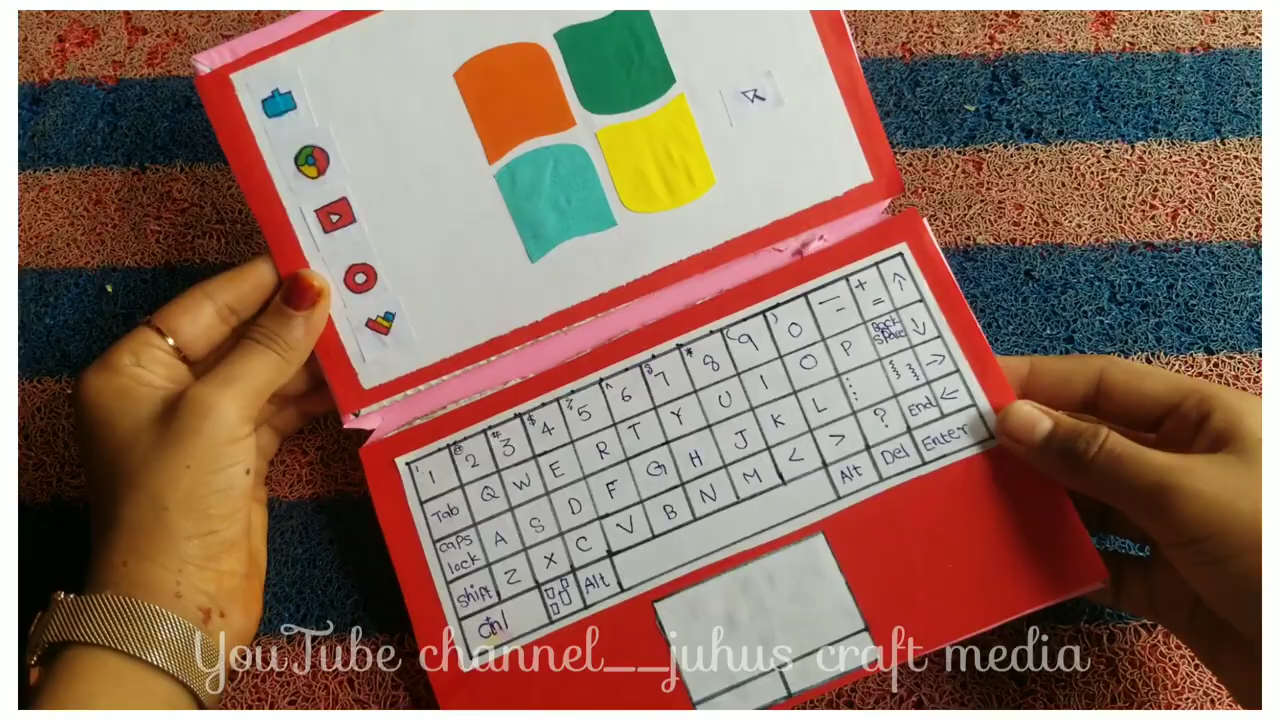 ! 1 @ 2 # 3 $ 4 % 5 ^ 6 & 7 * 8 ( 9 ) 0 — = + = ↑
Tab Q W E R T Y U I O P Back Space ↓
caps lock A S D F G H J K L : ; →
Shift Z X C V B N M < > ? End ←
Ctrl Alt Alt Del Enter
YouTube channel__juhus craft media